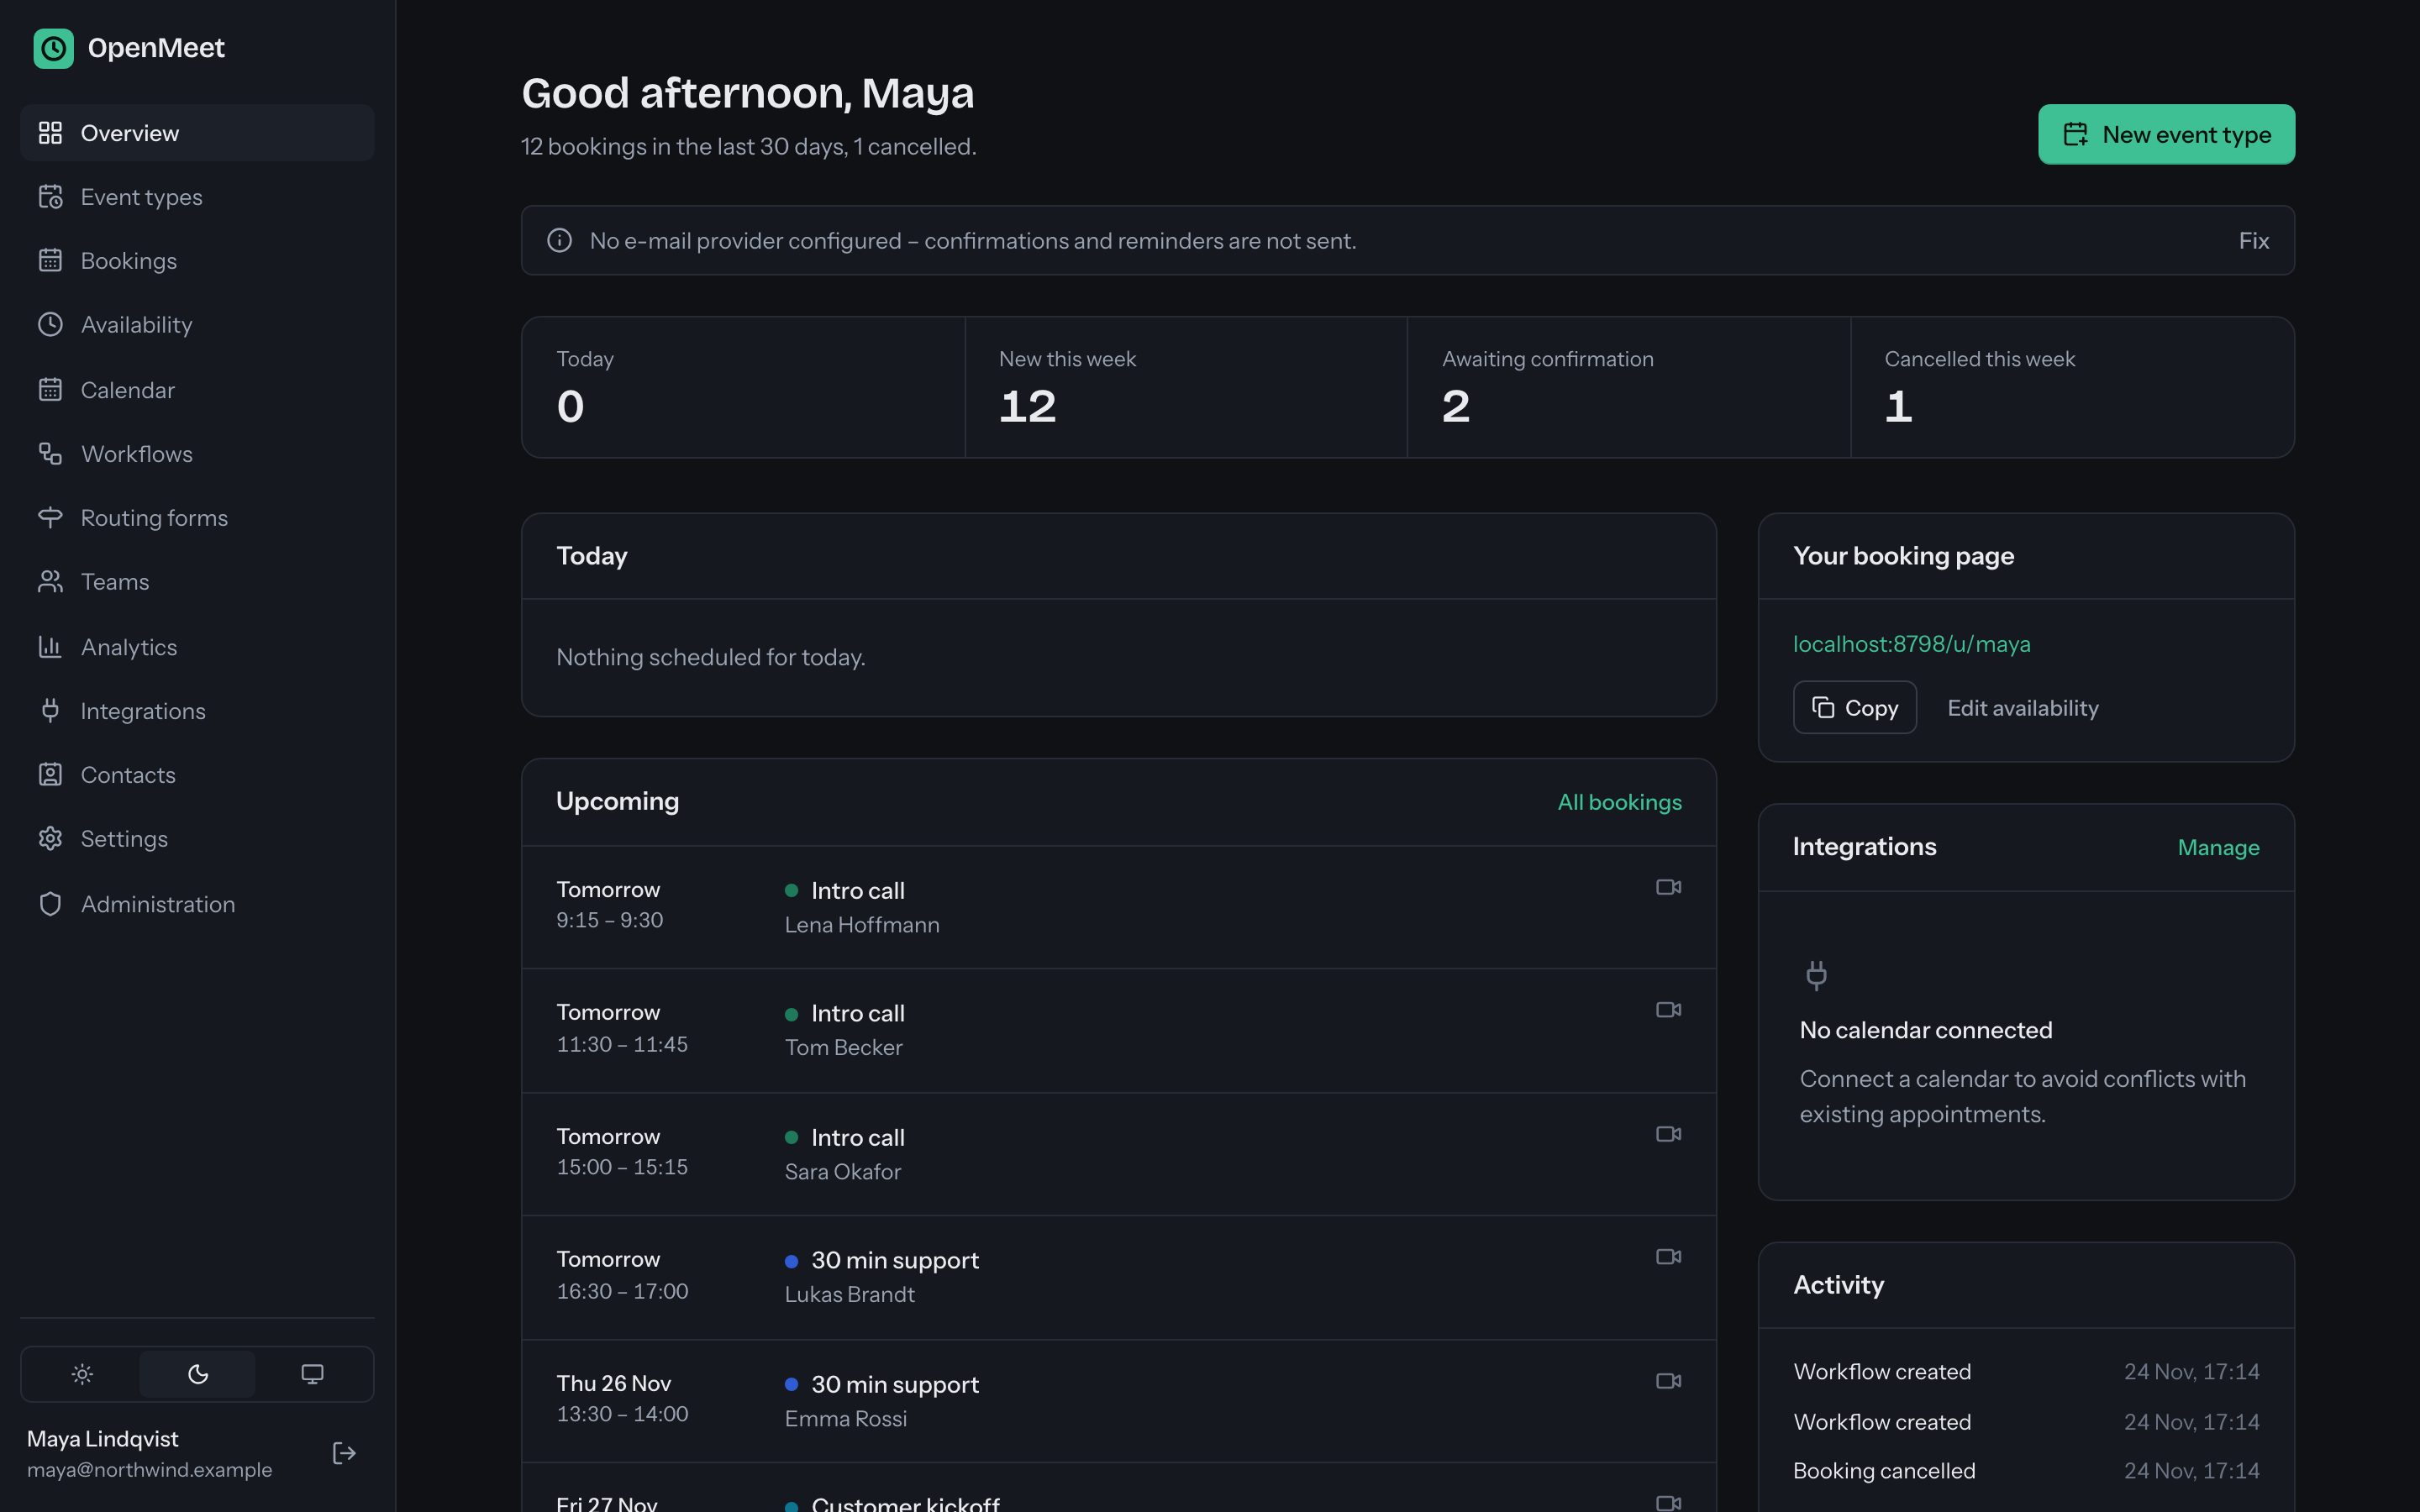 OpenMeet
Overview
Event types
Bookings
Availability
Calendar
Workflows
Routing forms
Teams
Analytics
Integrations
Contacts
Settings
Administration
Maya Lindqvist
maya@northwind.example
Good afternoon, Maya
12 bookings in the last 30 days, 1 cancelled.
New event type
No e-mail provider configured – confirmations and reminders are not sent.
Fix
Today
0
New this week
12
Awaiting confirmation
2
Cancelled this week
1
Today
Nothing scheduled for today.
Upcoming
All bookings
Tomorrow
9:15 – 9:30
Intro call
Lena Hoffmann
Tomorrow
11:30 – 11:45
Intro call
Tom Becker
Tomorrow
15:00 – 15:15
Intro call
Sara Okafor
Tomorrow
16:30 – 17:00
30 min support
Lukas Brandt
Thu 26 Nov
13:30 – 14:00
30 min support
Emma Rossi
Fri 27 Nov
Customer kickoff
Your booking page
localhost:8798/u/maya
Copy
Edit availability
Integrations
Manage
No calendar connected
Connect a calendar to avoid conflicts with
existing appointments.
Activity
Workflow created
24 Nov, 17:14
Workflow created
24 Nov, 17:14
Booking cancelled
24 Nov, 17:14